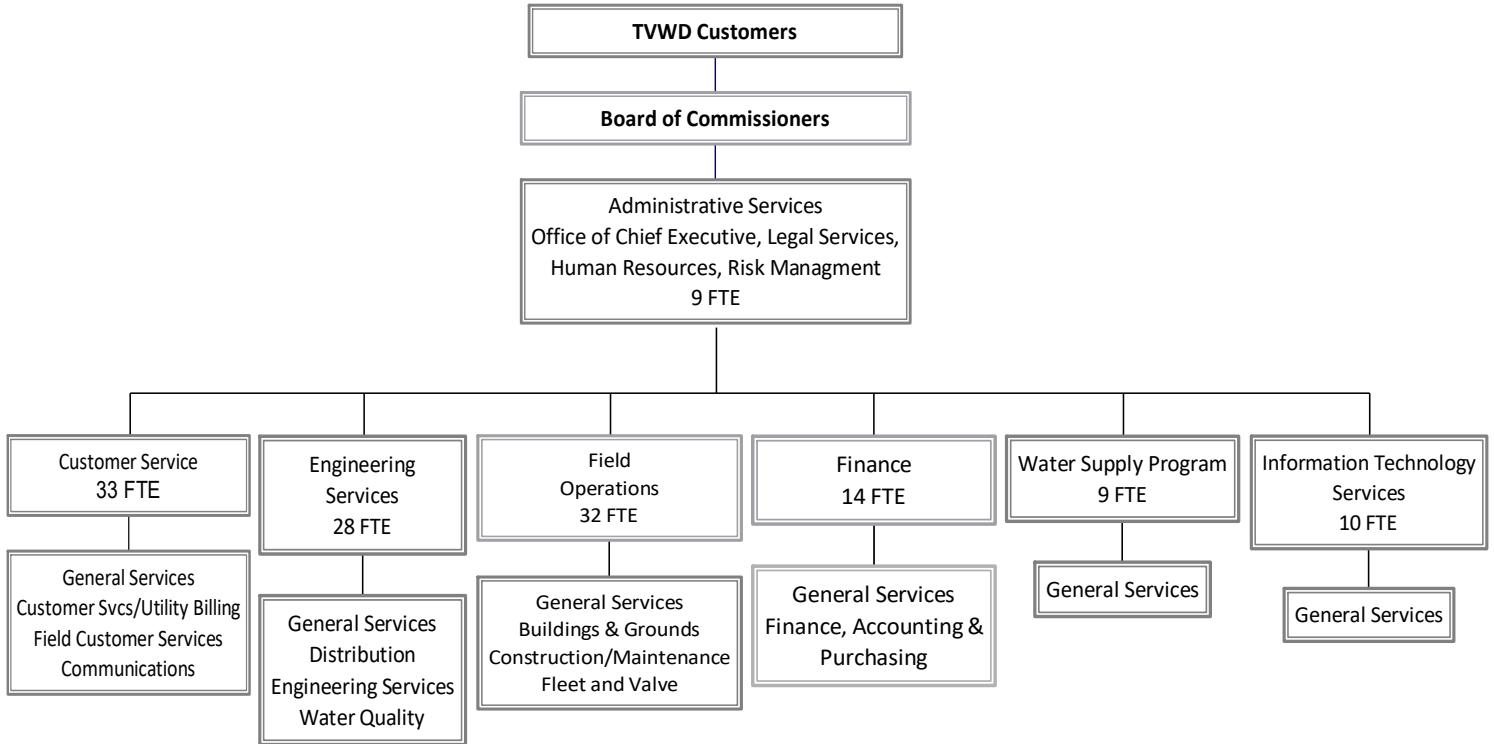 TVWD Customers
Board of Commissioners
Administrative Services
Office of Chief Executive, Legal Services,
Human Resources, Risk Managment
9 FTE
Customer Service
33 FTE
Engineering
Services
28 FTE
Field
Operations
32 FTE
Finance
14 FTE
Water Supply Program
9 FTE
Information Technology
Services
10 FTE
General Services
Customer Svcs/Utility Billing
Field Customer Services
Communications
General Services
Distribution
Engineering Services
Water Quality
General Services
Buildings & Grounds
Construction/Maintenance
Fleet and Valve
General Services
Finance, Accounting &
Purchasing
General Services
General Services